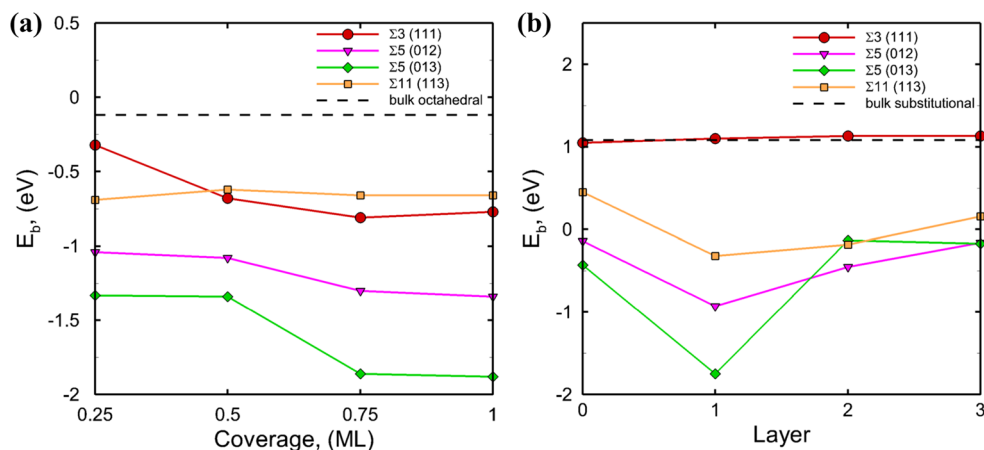 (a)
0.5
0
-0.5
-1
-1.5
-2
E_b, (eV)
Σ3 (111)
Σ5 (012)
Σ5 (013)
Σ11 (113)
bulk octahedral
0.25 0.5 0.75 1
Coverage, (ML)
(b)
2
1
0
-1
-2
E_b, (eV)
Σ3 (111)
Σ5 (012)
Σ5 (013)
Σ11 (113)
bulk substitutional
0 1 2 3
Layer